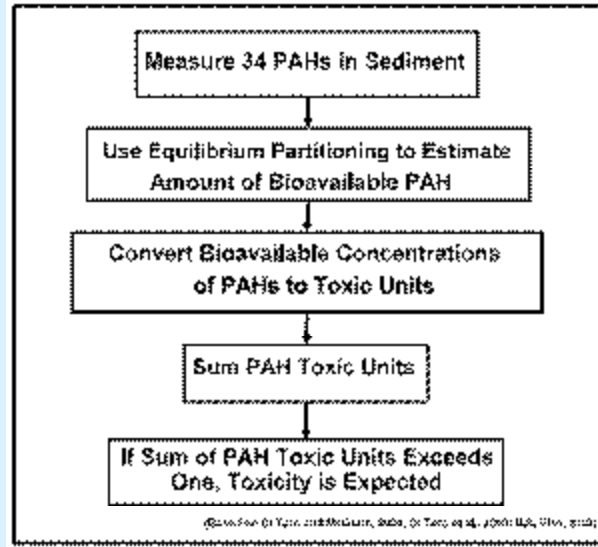 Measure 34 PAHs in Sediment
Use Equilibrium Partitioning to Estimate
Amount of Bioavailable PAH
Convert Bioavailable Concentrations
of PAHs to Toxic Units
Sum PAH Toxic Units
If Sum of PAH Toxic Units Exceeds
One, Toxicity is Expected